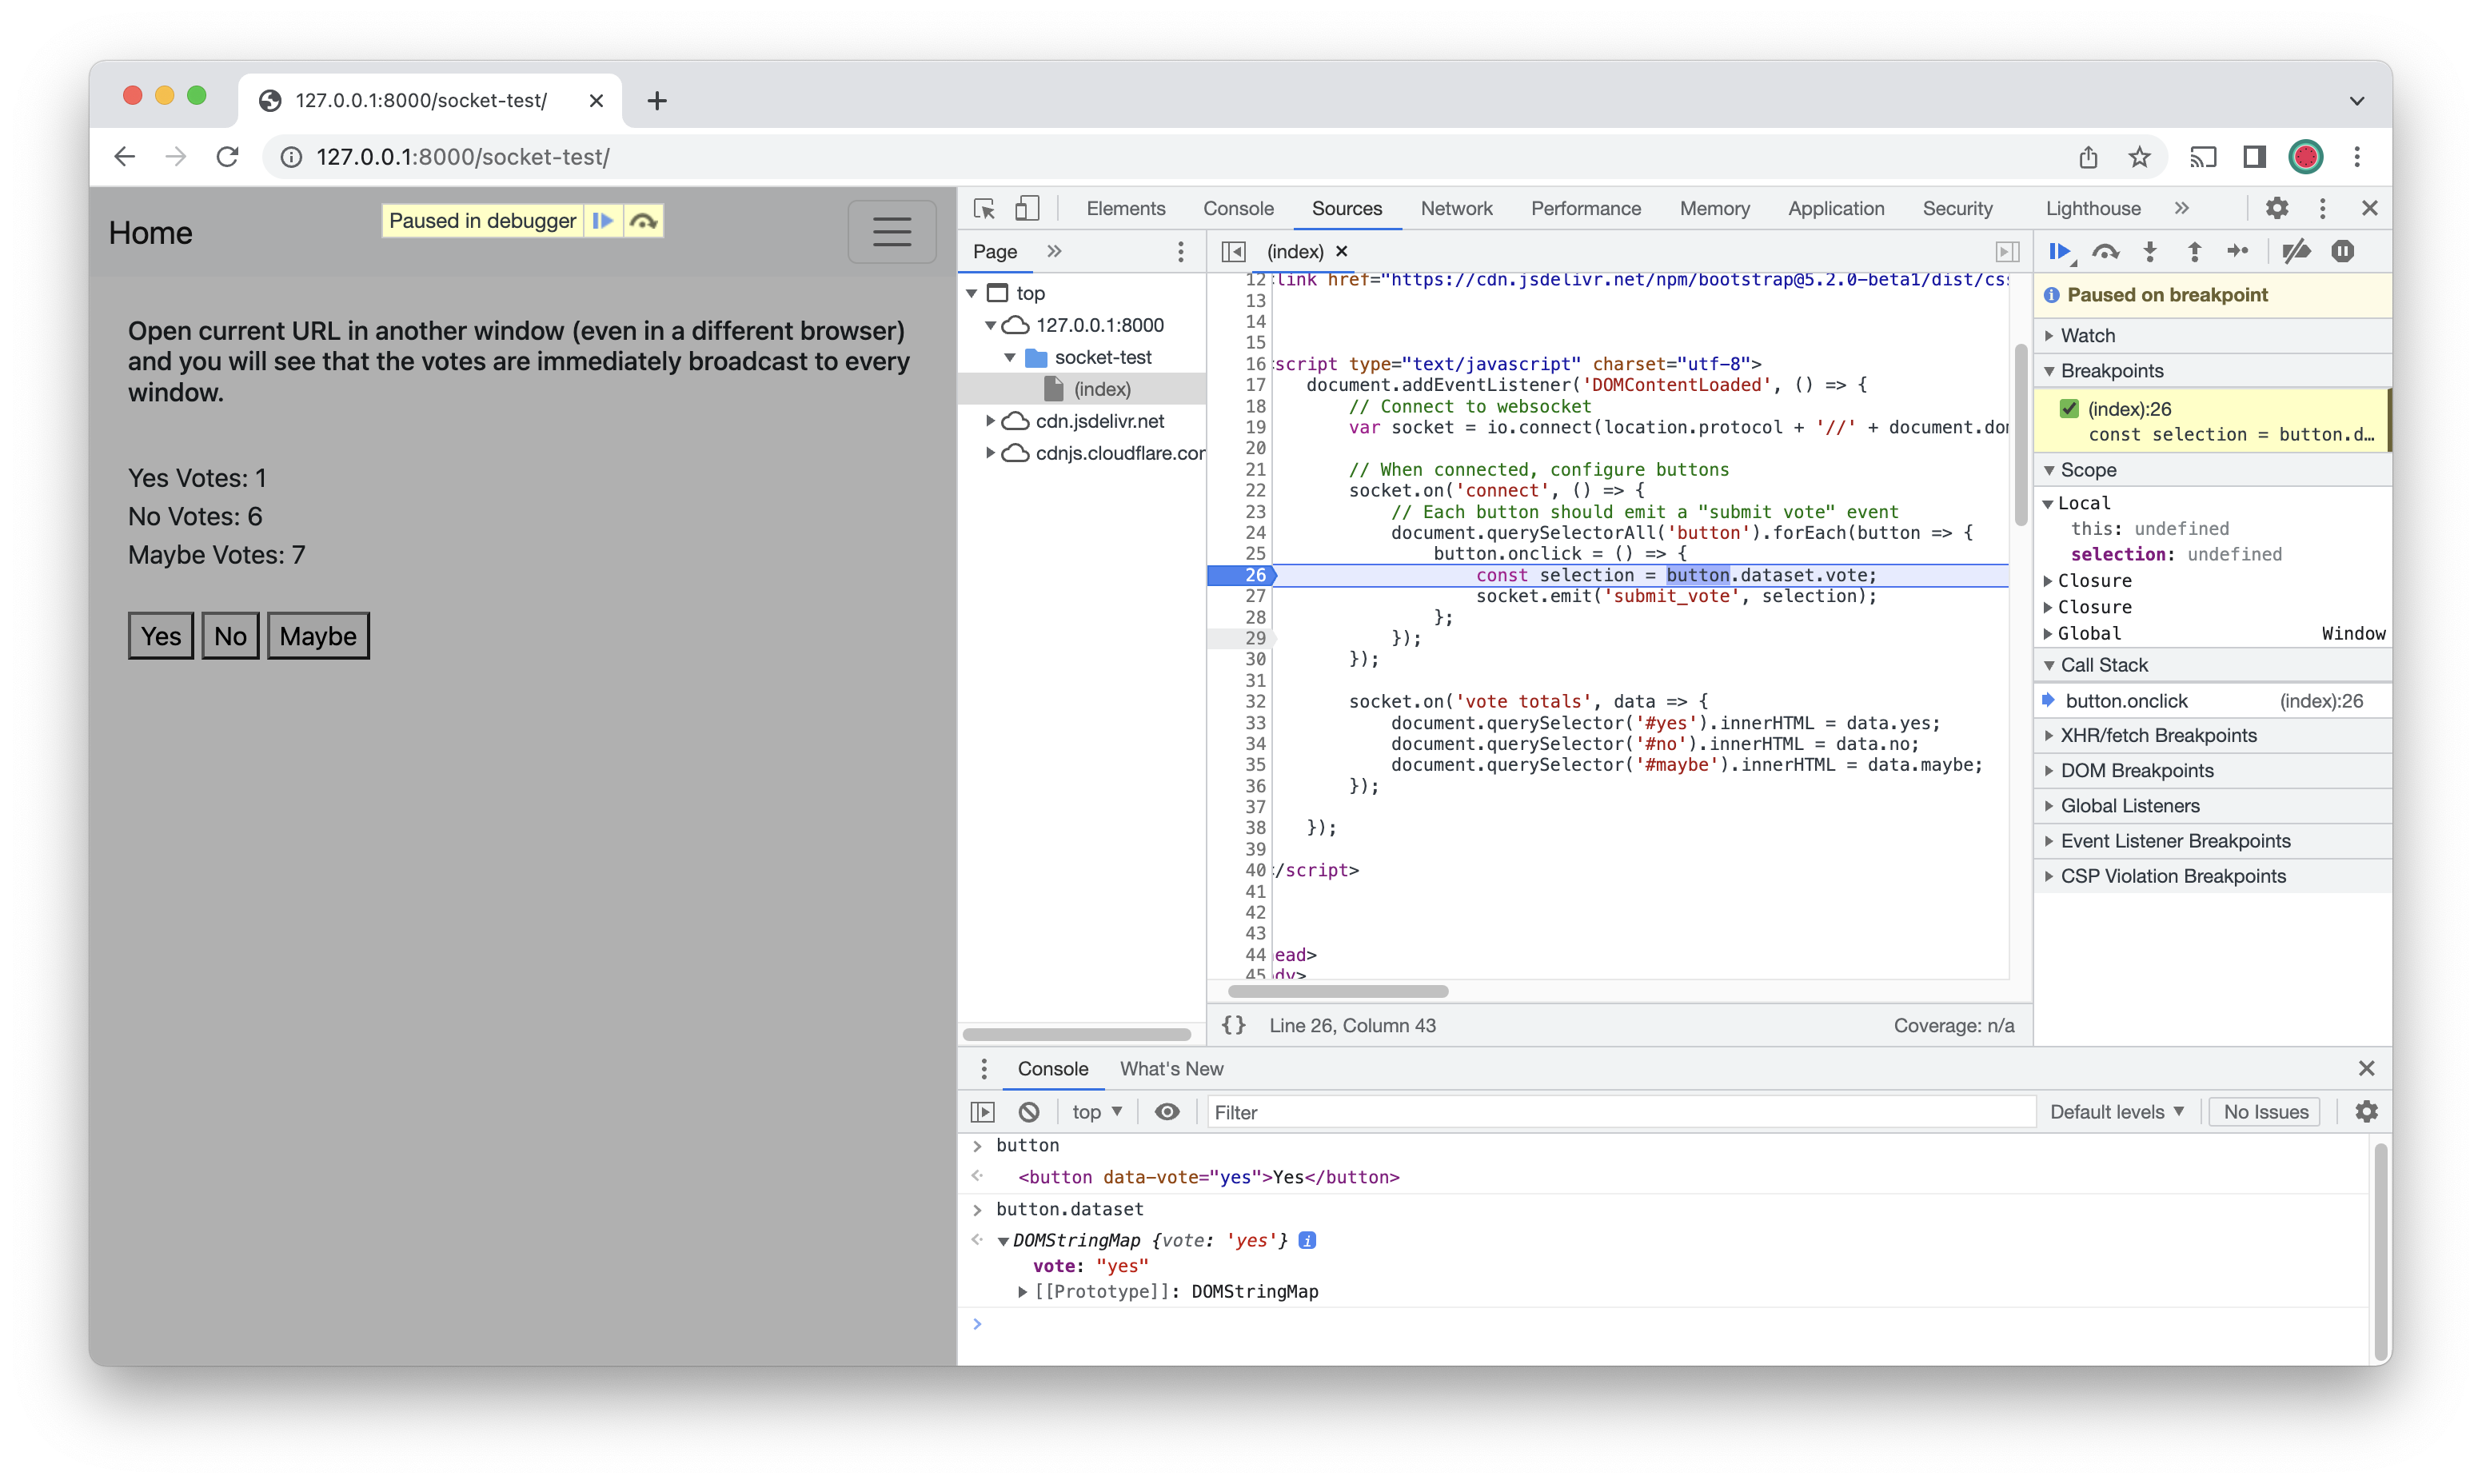 127.0.0.1:8000/socket-test/
127.0.0.1:8000/socket-test/
Home
Paused in debugger
Open current URL in another window (even in a different browser)
and you will see that the votes are immediately broadcast to every
window.
Yes Votes: 1
No Votes: 6
Maybe Votes: 7
Yes No Maybe
Elements Console Sources Network Performance Memory Application Security Lighthouse »
Page »
top
127.0.0.1:8000
socket-test
(index)
cdn.jsdelivr.net
cdnjs.cloudflare.cor
(index)
12 link href="https://cdn.jsdelivr.net/npm/bootstrap@5.2.0-beta1/dist/cs
13
14
15
16 script type="text/javascript" charset="utf-8">
17 document.addEventListener('DOMContentLoaded', () => {
18 // Connect to websocket
19 var socket = io.connect(location.protocol + '//' + document.do
20
21 // When connected, configure buttons
22 socket.on('connect', () => {
23 // Each button should emit a "submit vote" event
24 document.querySelectorAll('button').forEach(button => {
25 button.onclick = () => {
26 const selection = button.dataset.vote;
27 socket.emit('submit_vote', selection);
28 };
29 });
30 });
31
32 socket.on('vote totals', data => {
33 document.querySelector('#yes').innerHTML = data.yes;
34 document.querySelector('#no').innerHTML = data.no;
35 document.querySelector('#maybe').innerHTML = data.maybe;
36 });
37
38 });
39
40 /script>
41
42
43
44 ead>
45 dy>
{} Line 26, Column 43 Coverage: n/a
Paused on breakpoint
Watch
Breakpoints
(index):26
const selection = button.d…
Scope
Local
this: undefined
selection: undefined
Closure
Closure
Global Window
Call Stack
button.onclick (index):26
XHR/fetch Breakpoints
DOM Breakpoints
Global Listeners
Event Listener Breakpoints
CSP Violation Breakpoints
Console What's New
top Filter Default levels No Issues
button
<button data-vote="yes">Yes</button>
button.dataset
DOMStringMap {vote: 'yes'}
vote: "yes"
[[Prototype]]: DOMStringMap